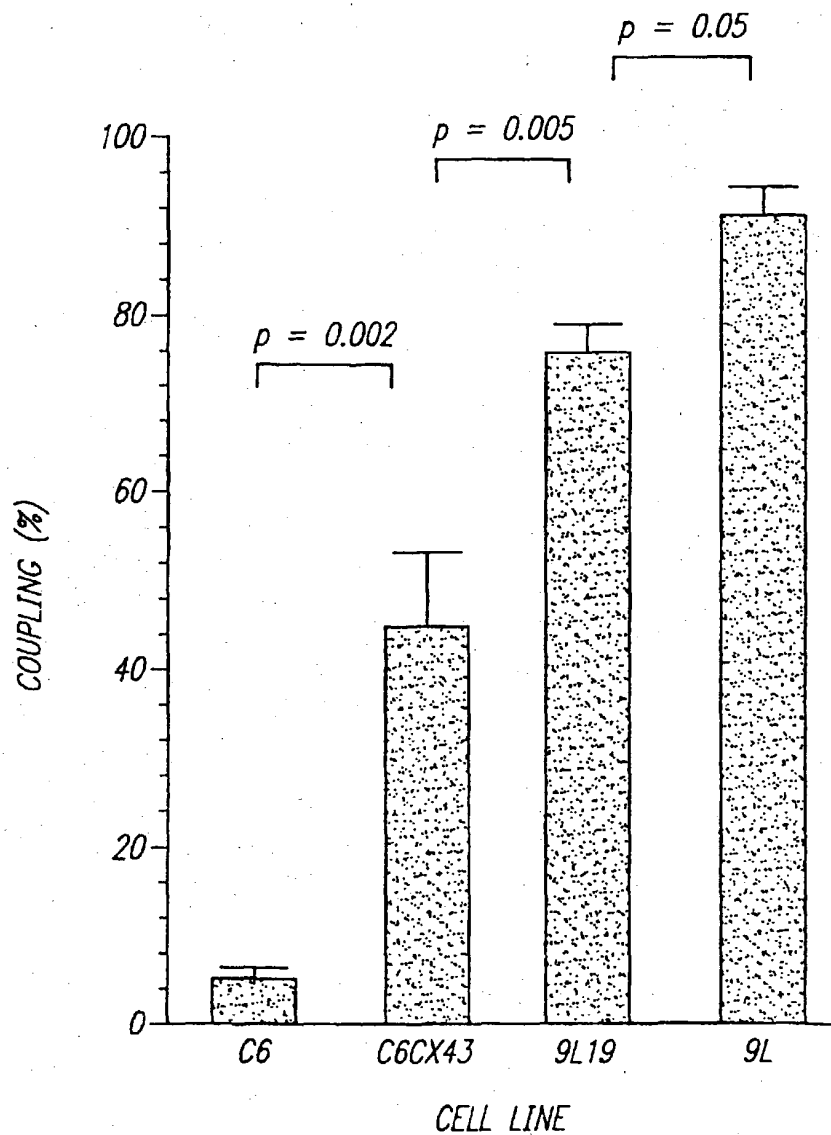 p = 0.05
p = 0.005
p = 0.002
100
80
60
40
20
0
COUPLING (%)
C6 C6CX43 9L19 9L
CELL LINE